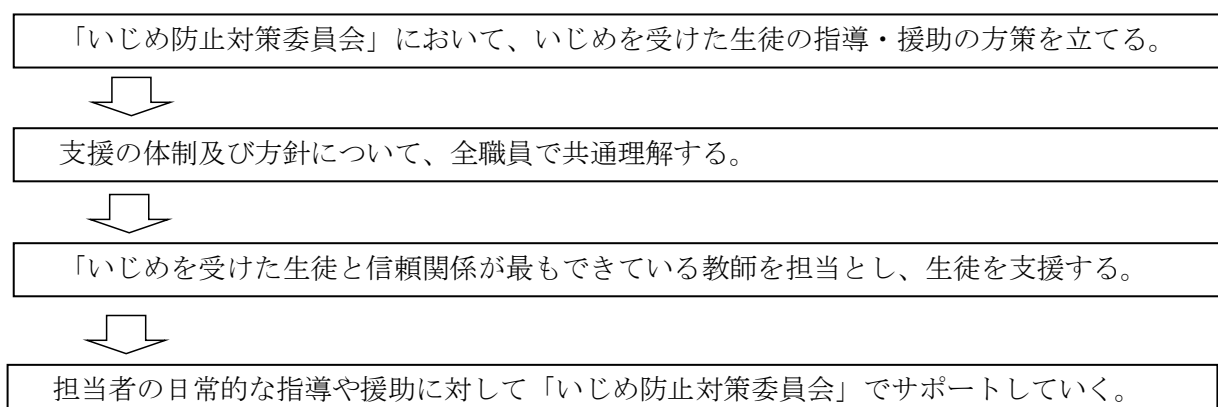 「いじめ防止対策委員会」において、いじめを受けた生徒の指導・援助の方策を立てる。
支援の体制及び方針について、全職員で共通理解する。
「いじめを受けた生徒と信頼関係が最もできている教師を担当とし、生徒を支援する。
担当者の日常的な指導や援助に対して「いじめ防止対策委員会」でサポートしていく。